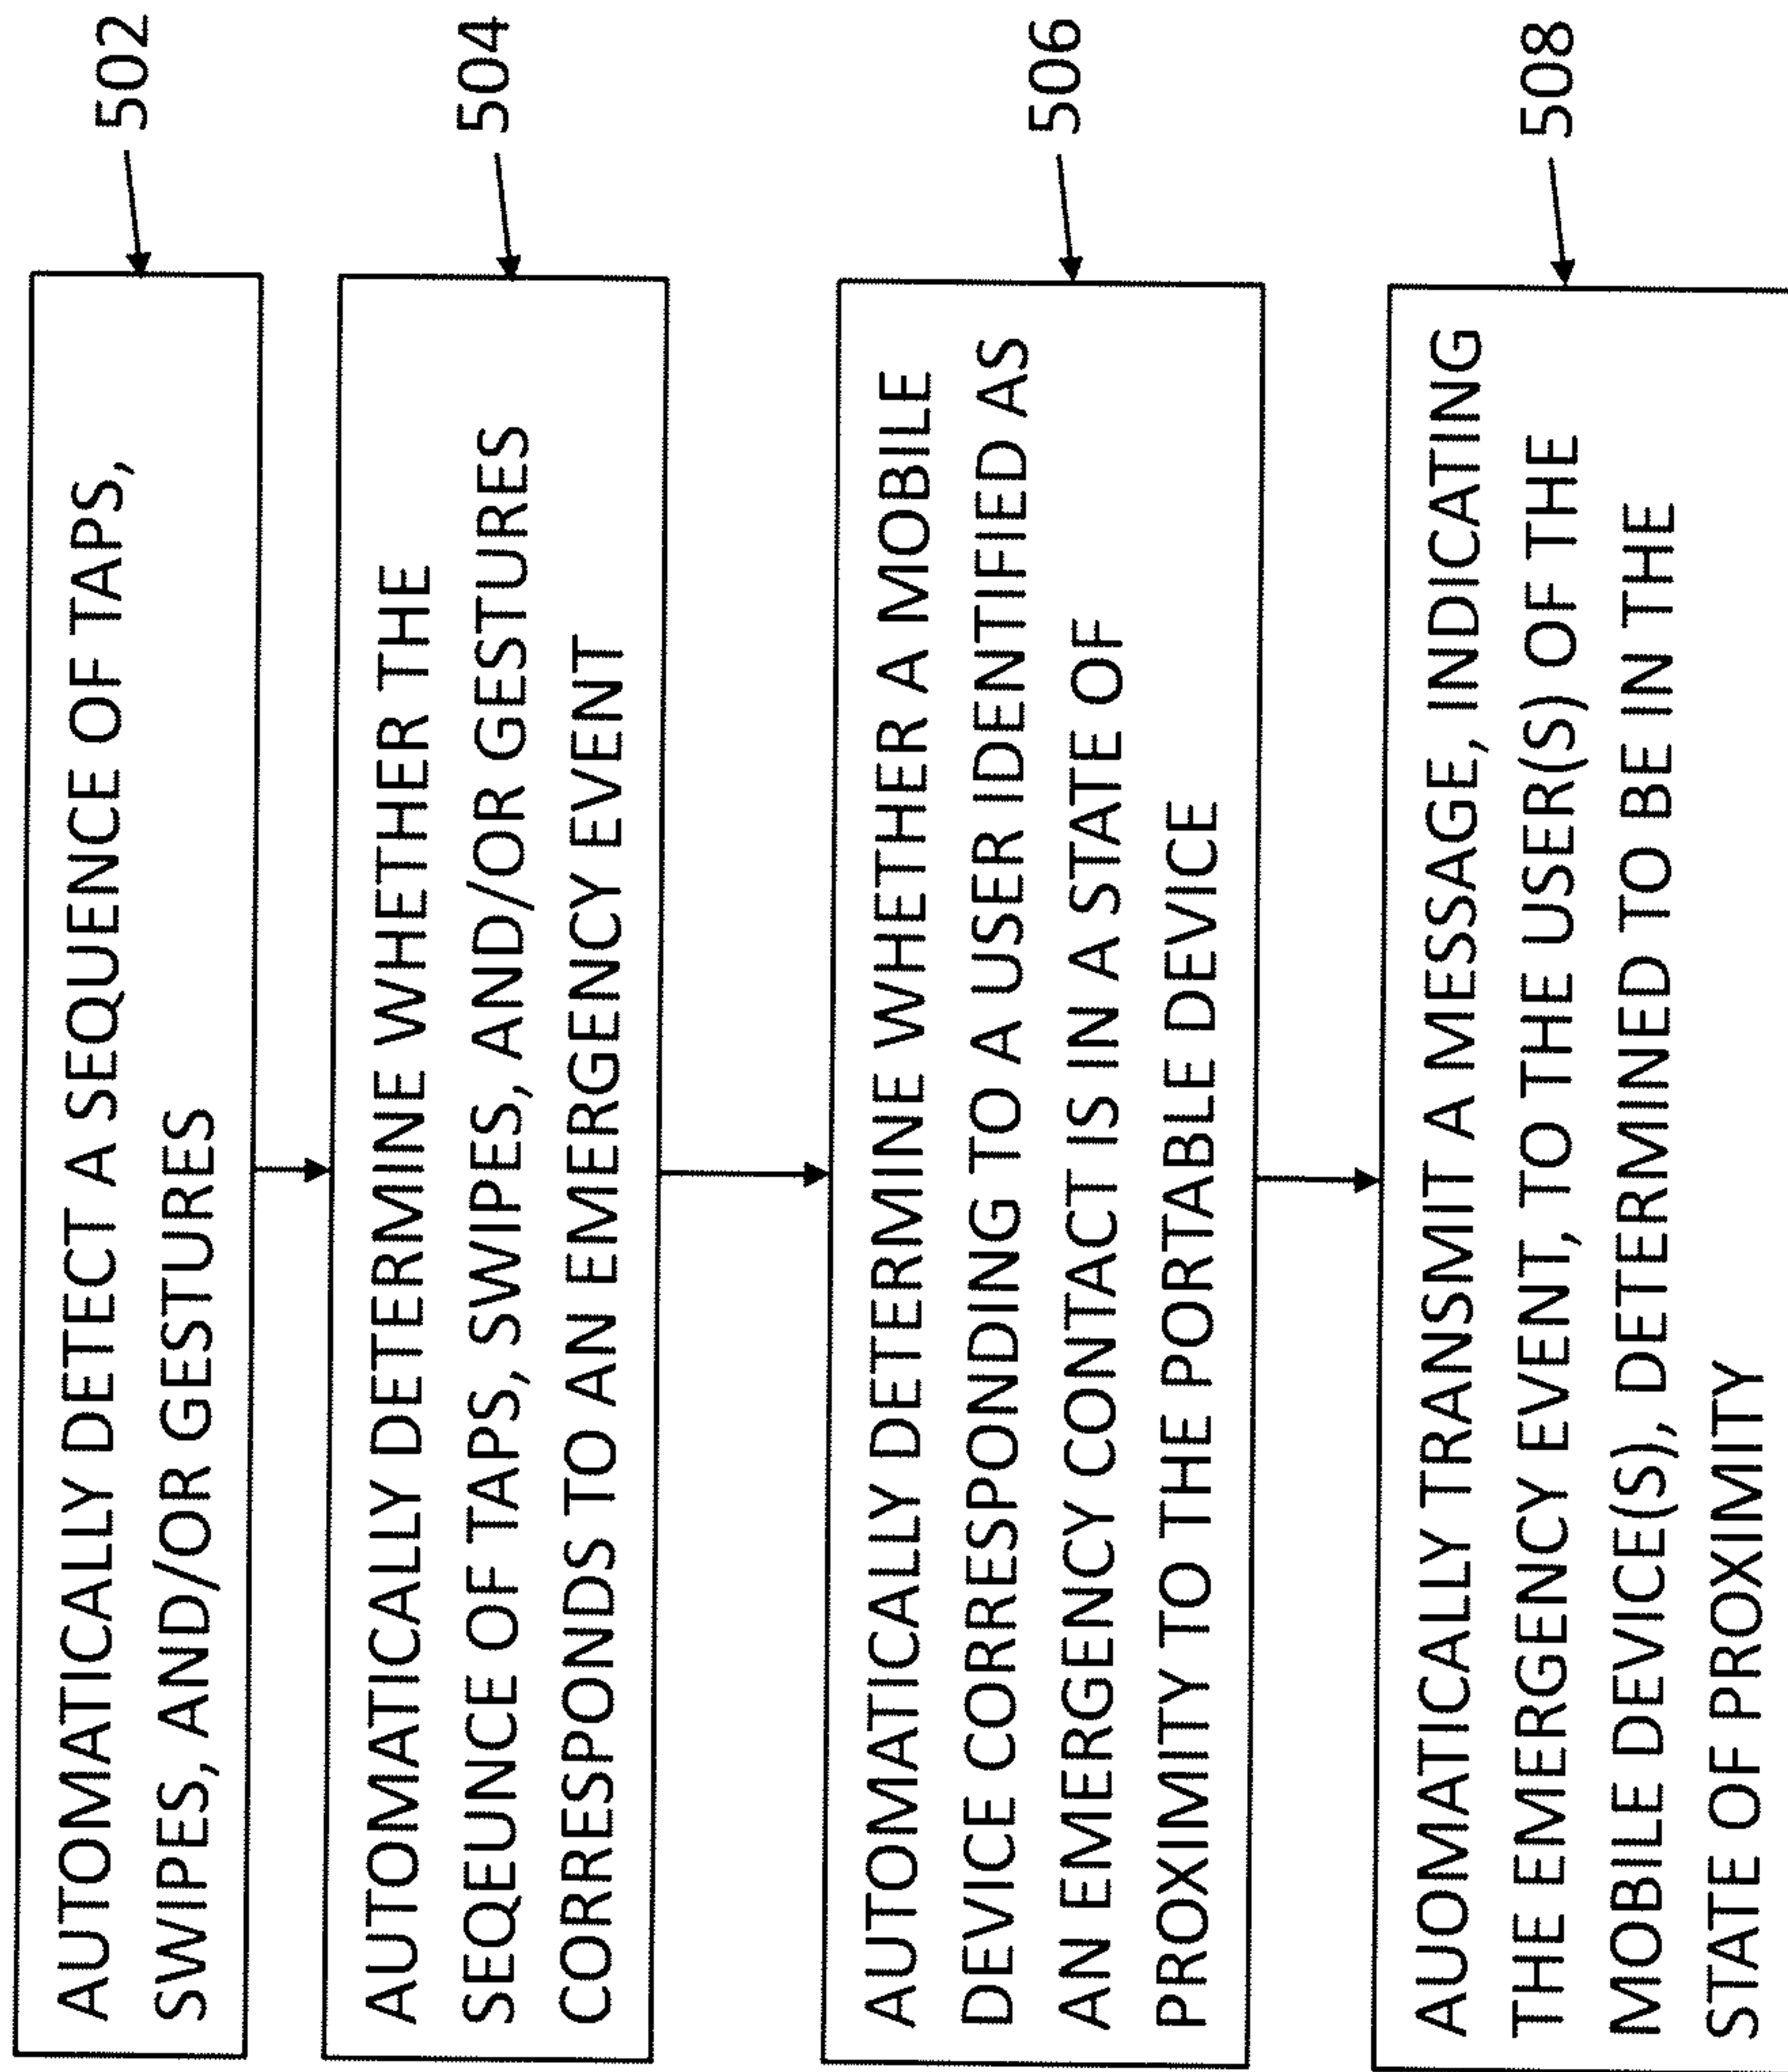 AUTOMATICALLY DETECT A SEQUENCE OF TAPS,
SWIPES, AND/OR GESTURES
502
AUTOMATICALLY DETERMINE WHETHER THE
SEQEUNCE OF TAPS, SWIPES, AND/OR GESTURES
CORRESPONDS TO AN EMERGENCY EVENT
504
AUTOMATICALLY DETERMINE WHETHER A MOBILE
DEVICE CORRESPONDING TO A USER IDENTIFIED AS
AN EMERGENCY CONTACT IS IN A STATE OF
PROXIMITY TO THE PORTABLE DEVICE
506
AUOMATICALLY TRANSMIT A MESSAGE, INDICATING
THE EMERGENCY EVENT, TO THE USER(S) OF THE
MOBILE DEVICE(S), DETERMINED TO BE IN THE
STATE OF PROXIMITY
508